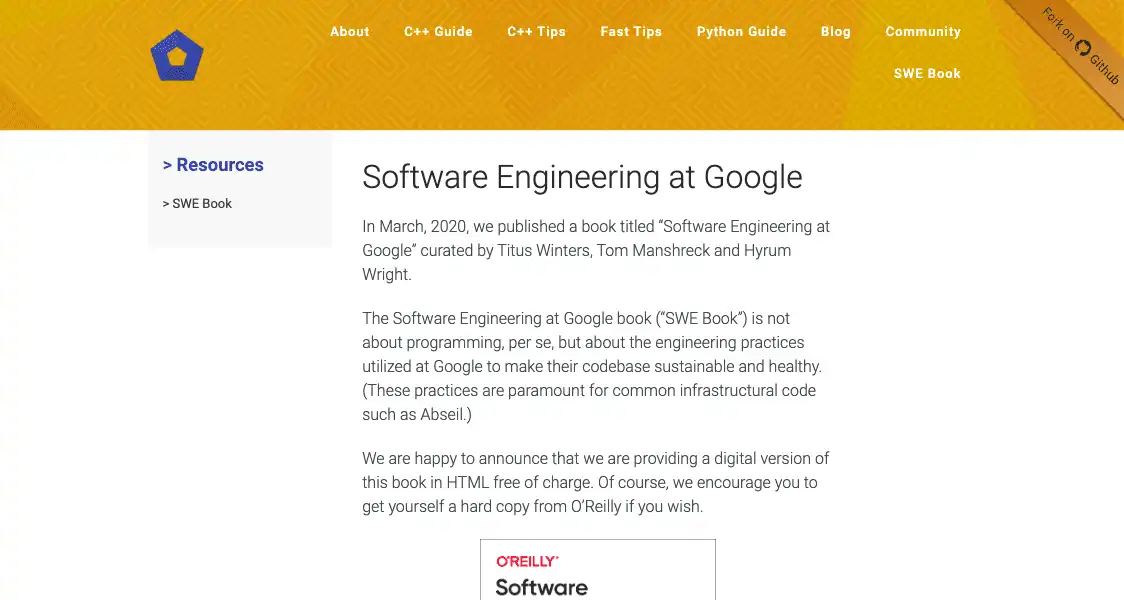 About
C++ Guide
C++ Tips
Fast Tips
Python Guide
Blog
Community
SWE Book
Fork on Github
> Resources
> SWE Book
Software Engineering at Google
In March, 2020, we published a book titled “Software Engineering at
Google” curated by Titus Winters, Tom Manshreck and Hyrum
Wright.
The Software Engineering at Google book (“SWE Book”) is not
about programming, per se, but about the engineering practices
utilized at Google to make their codebase sustainable and healthy.
(These practices are paramount for common infrastructural code
such as Abseil.)
We are happy to announce that we are providing a digital version of
this book in HTML free of charge. Of course, we encourage you to
get yourself a hard copy from O’Reilly if you wish.
O'REILLY
Software